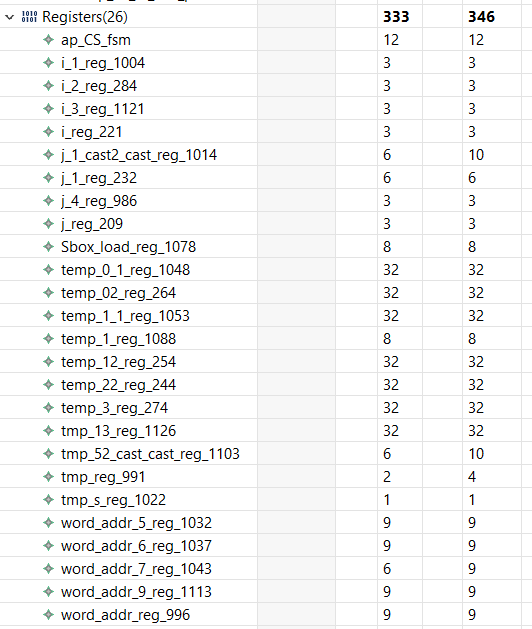 Registers(26) 333 346
ap_CS_fsm 12 12
i_1_reg_1004 3 3
i_2_reg_284 3 3
i_3_reg_1121 3 3
i_reg_221 3 3
j_1_cast2_cast_reg_1014 6 10
j_1_reg_232 6 6
j_4_reg_986 3 3
j_reg_209 3 3
Sbox_load_reg_1078 8 8
temp_0_1_reg_1048 32 32
temp_02_reg_264 32 32
temp_1_1_reg_1053 32 32
temp_1_reg_1088 8 8
temp_12_reg_254 32 32
temp_22_reg_244 32 32
temp_3_reg_274 32 32
tmp_13_reg_1126 32 32
tmp_52_cast_cast_reg_1103 6 10
tmp_reg_991 2 4
tmp_s_reg_1022 1 1
word_addr_5_reg_1032 9 9
word_addr_6_reg_1037 9 9
word_addr_7_reg_1043 6 9
word_addr_9_reg_1113 9 9
word_addr_reg_996 9 9